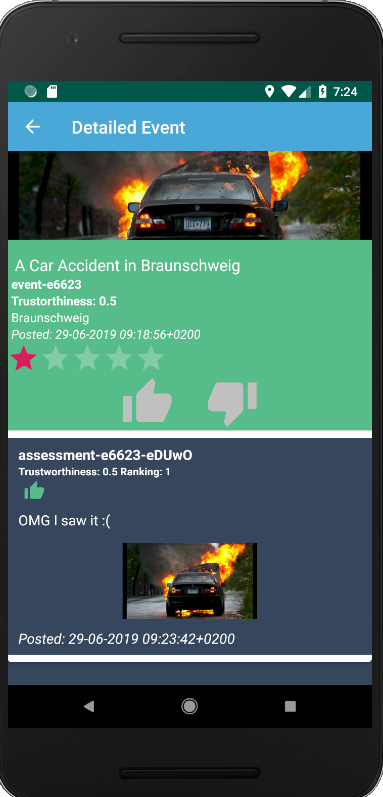 7:24
Detailed Event
A Car Accident in Braunschweig
event-e6623
Trustorthiness: 0.5
Braunschweig
Posted: 29-06-2019 09:18:56+0200
assessment-e6623-eDUwO
Trustworthiness: 0.5 Ranking: 1
OMG I saw it :(
Posted: 29-06-2019 09:23:42+0200